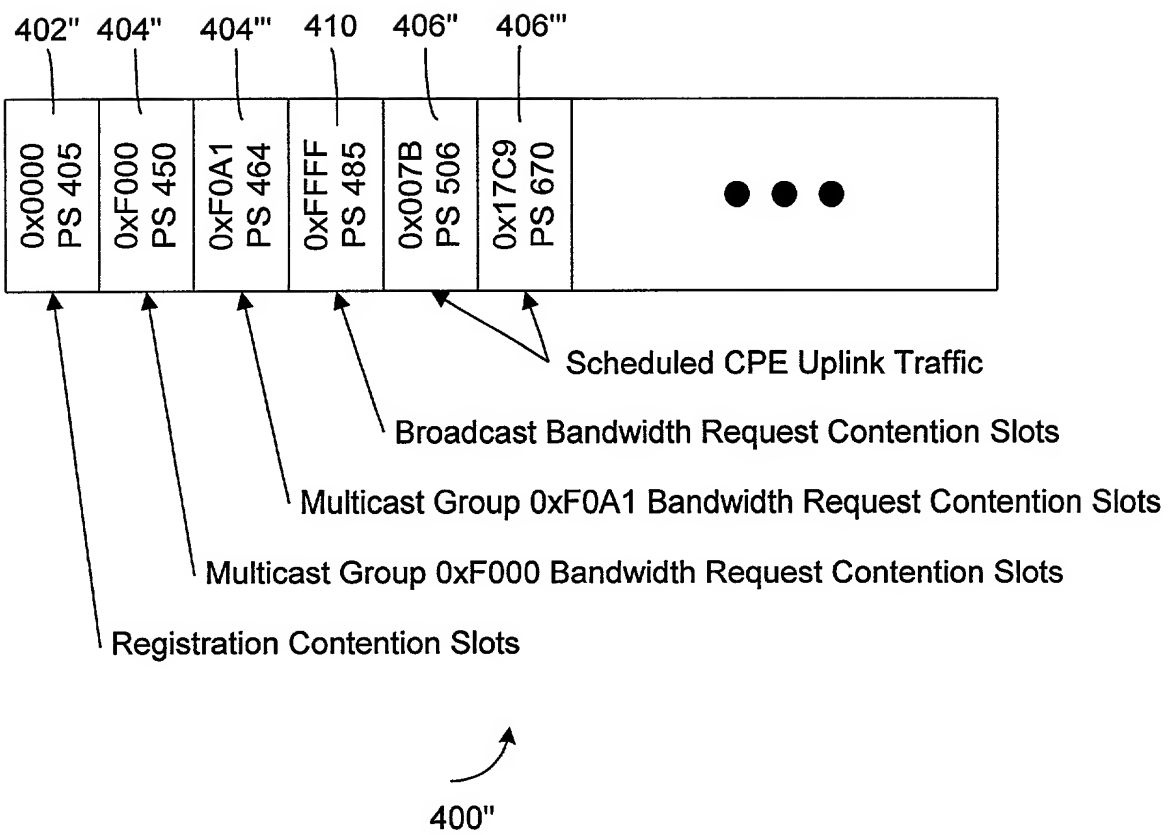 402" 404" 404''' 410 406" 406'''
0x0000
PS 405
0xF000
PS 450
0xF0A1
PS 464
0xFFFF
PS 485
0x007B
PS 506
0x17C9
PS 670
Scheduled CPE Uplink Traffic
Broadcast Bandwidth Request Contention Slots
Multicast Group 0xF0A1 Bandwidth Request Contention Slots
Multicast Group 0xF000 Bandwidth Request Contention Slots
Registration Contention Slots
400"